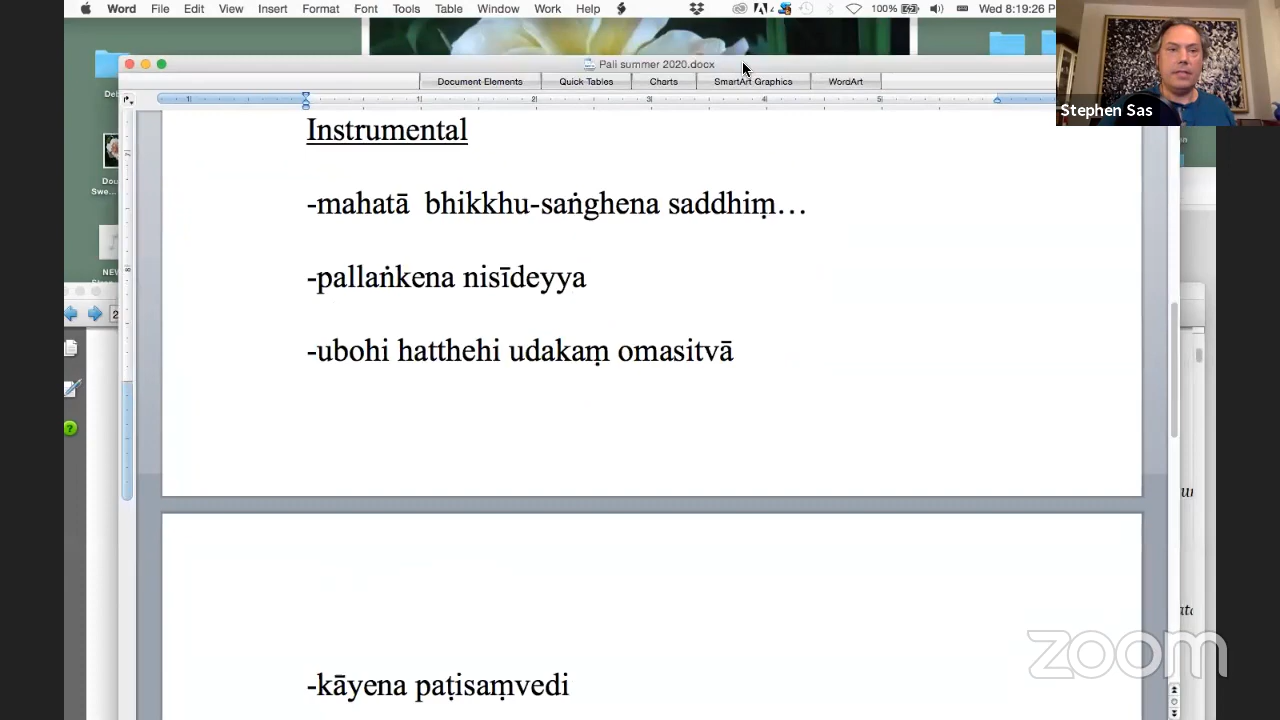 Word File Edit View Insert Format Font Tools Table Window Work Help 100% Wed 8:19:26 P
Pali summer 2020.docx
Document Elements Quick Tables Charts SmartArt Graphics WordArt
Stephen Sas
Instrumental
-mahatā bhikkhu-saṅghena saddhiṃ…
-pallaṅkena nisīdeyya
-ubohi hatthehi udakaṃ omasitvā
-kāyena paṭisaṃvedi
zoom